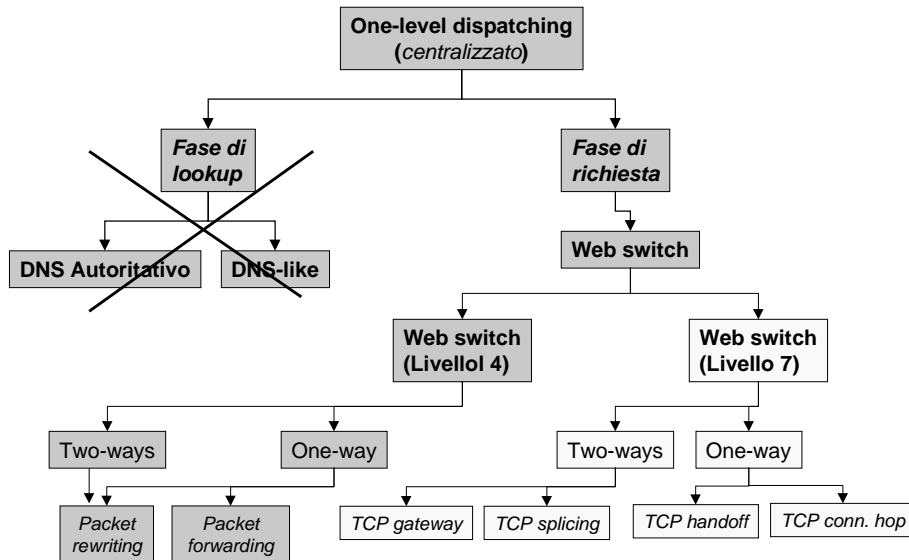 One-level dispatching
(centralizzato)
Fase di
lookup
Fase di
richiesta
DNS Autoritativo
DNS-like
Web switch
Web switch
(Livellol 4)
Web switch
(Livello 7)
Two-ways
One-way
Two-ways
One-way
Packet
rewriting
Packet
forwarding
TCP gateway
TCP splicing
TCP handoff
TCP conn. hop